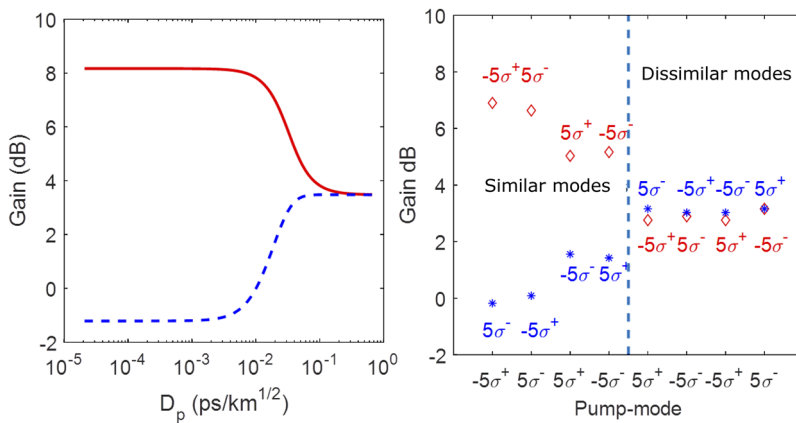 10
8
6
4
2
0
-2
Gain (dB)
10⁻⁵ 10⁻⁴ 10⁻³ 10⁻² 10⁻¹ 10⁰
Dₚ (ps/km^{1/2})
10
8
6
4
2
0
-2
Gain dB
Dissimilar modes
-5σ⁺ 5σ⁻
5σ⁺ -5σ⁻
Similar modes
5σ⁻ -5σ⁺ -5σ⁻ 5σ⁺
-5σ⁺ 5σ⁻ 5σ⁺ -5σ⁻
-5σ⁻ 5σ⁺
5σ⁻ -5σ⁺
-5σ⁺ 5σ⁻ 5σ⁺ -5σ⁻ 5σ⁺ -5σ⁻ -5σ⁺ 5σ⁻
Pump-mode